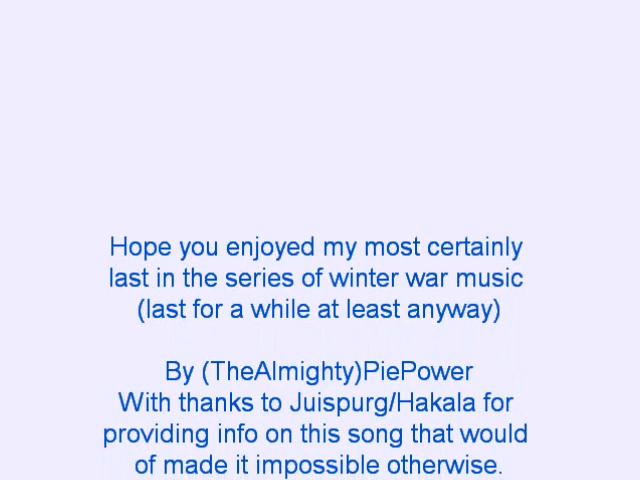 Hope you enjoyed my most certainly
last in the series of winter war music
(last for a while at least anyway)
By (TheAlmighty)PiePower
With thanks to Juispurg/Hakala for
providing info on this song that would
of made it impossible otherwise.